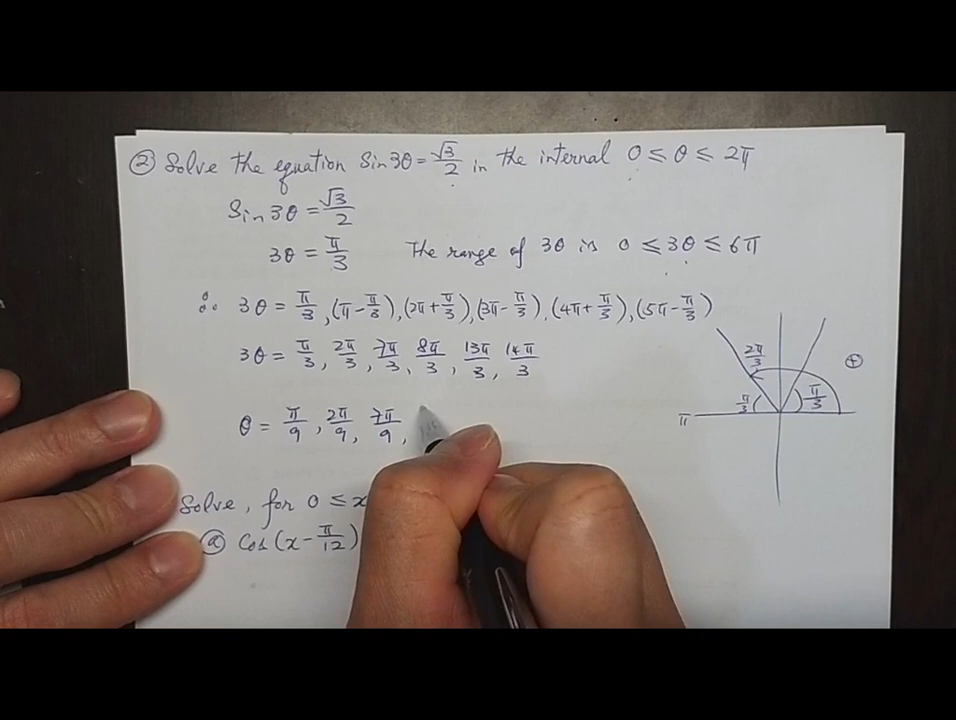 ② Solve the equation Sin3θ = √3/2 in the internal 0 ≤ θ ≤ 2π
Sin 3θ = √3/2
3θ = π/3 The range of 3θ is 0 ≤ 3θ ≤ 6π
∴ 3θ = π/3, (π - π/3), (2π + π/3), (3π - π/3), (4π + π/3), (5π - π/3)
3θ = π/3, 2π/3, 7π/3, 8π/3, 13π/3, 14π/3
2π/3
+
π/3
π/3
π
θ = π/9, 2π/9, 7π/9,
Solve, for 0 ≤ x
ⓐ Cos(x - π/12)